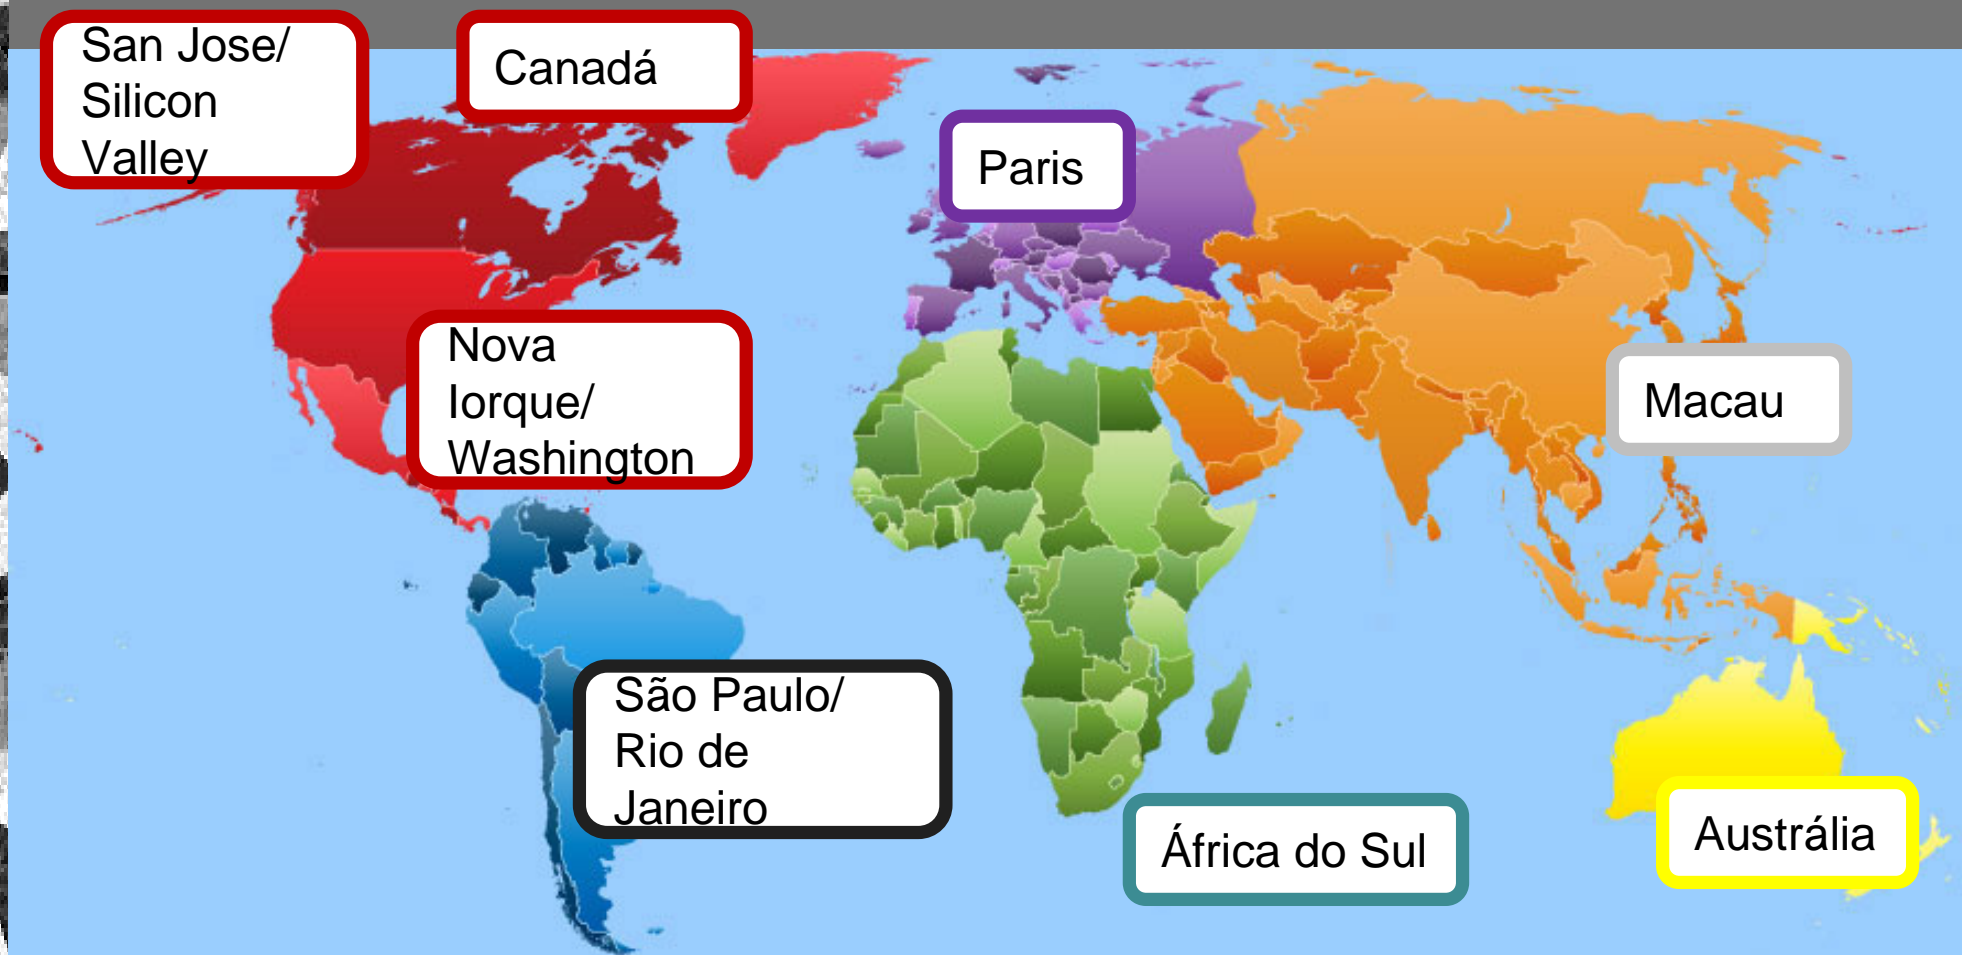 San Jose/
Silicon
Valley
Canadá
Paris
Nova
Iorque/
Washington
Macau
São Paulo/
Rio de
Janeiro
África do Sul
Austrália